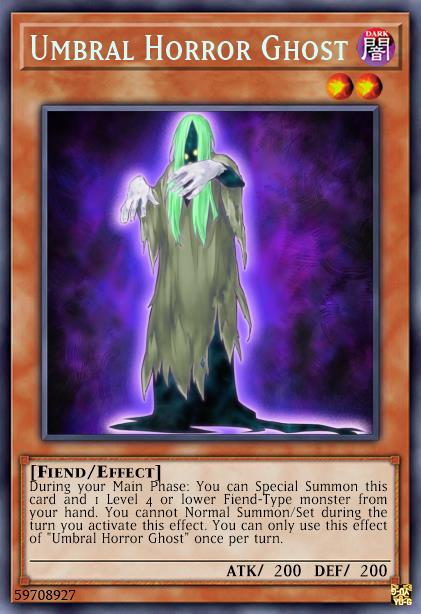 UMBRAL HORROR GHOST
DARK
闇
[FIEND/EFFECT]
During your Main Phase: You can Special Summon this
card and 1 Level 4 or lower Fiend-Type monster from
your hand. You cannot Normal Summon/Set during the
turn you activate this effect. You can only use this effect
of "Umbral Horror Ghost" once per turn.
ATK/ 200 DEF/ 200
59708927